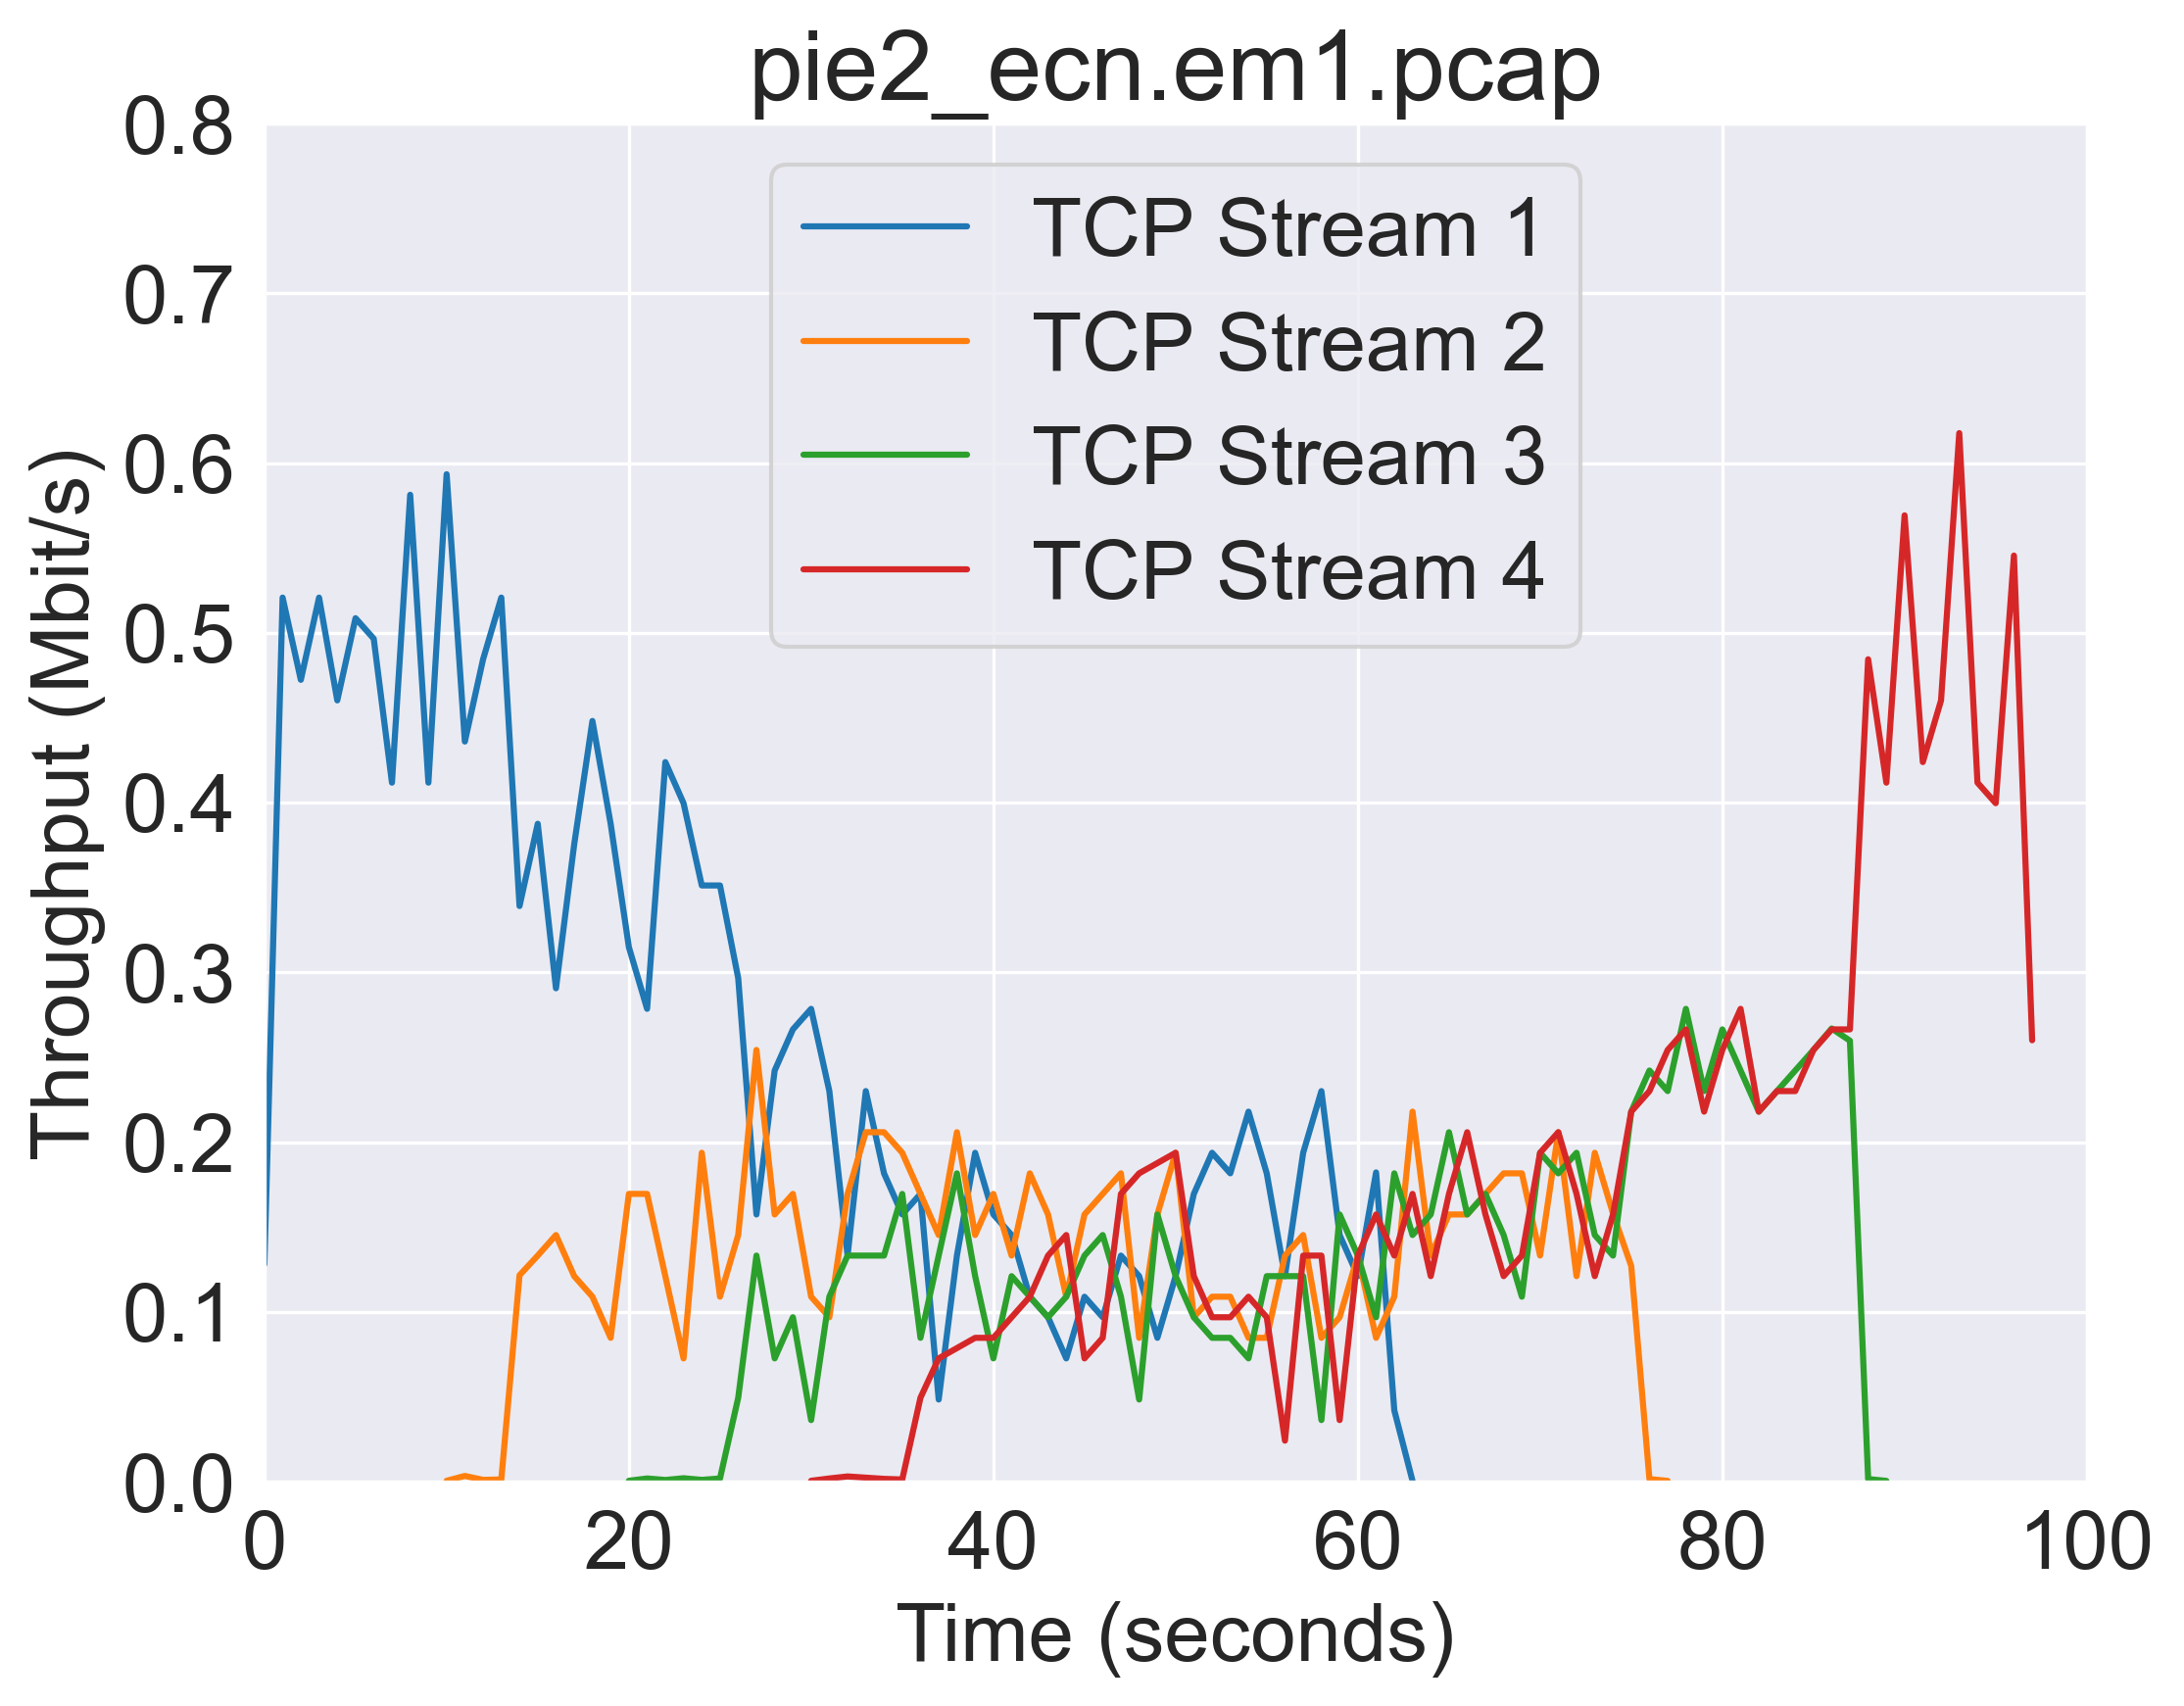 pie2_ecn.em1.pcap
0.8
0.7
0.6
0.5
0.4
0.3
0.2
0.1
0.0
Throughput (Mbit/s)
TCP Stream 1
TCP Stream 2
TCP Stream 3
TCP Stream 4
0 20 40 60 80 100
Time (seconds)